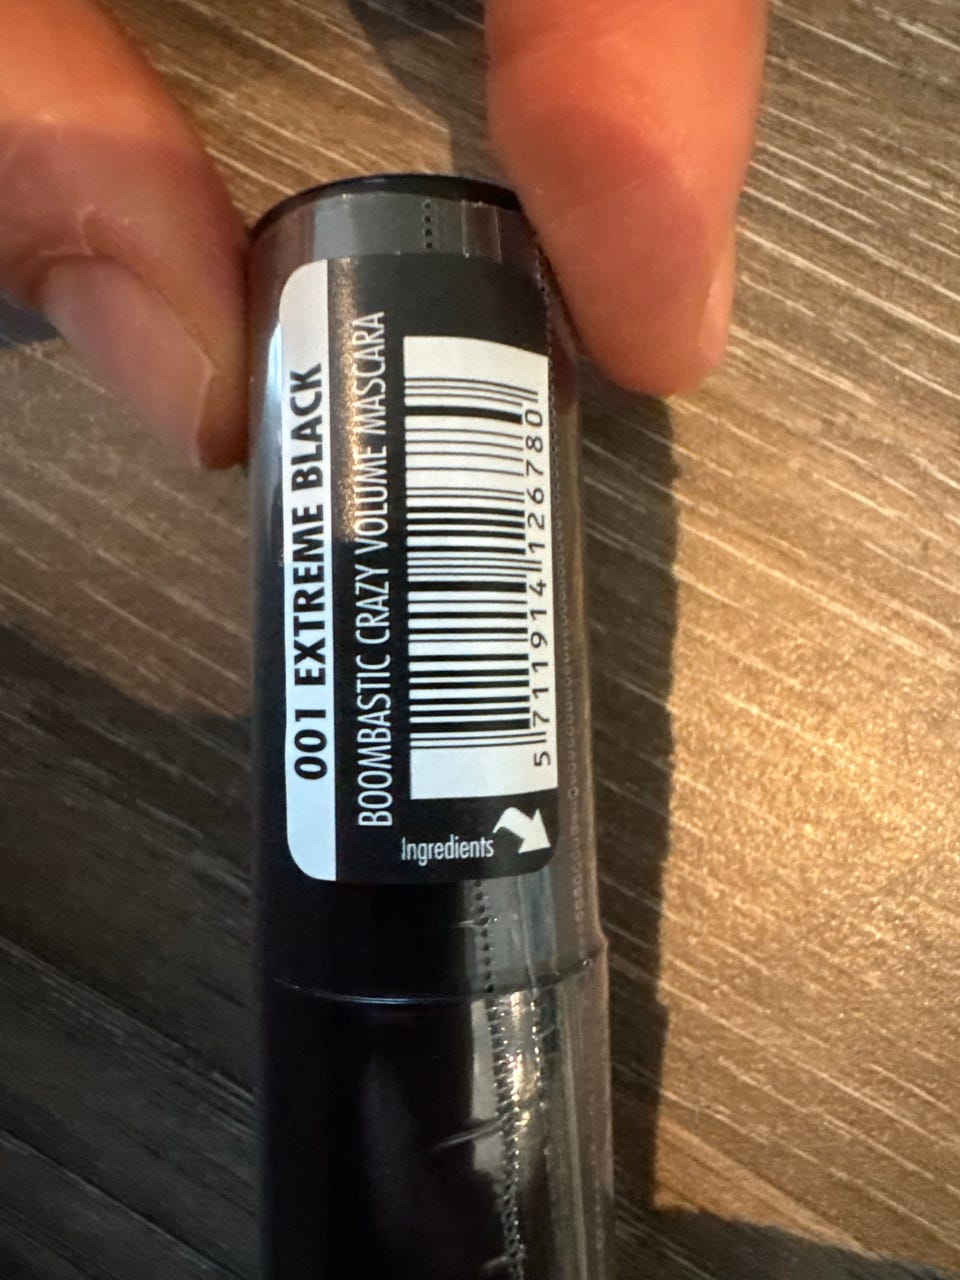 001 EXTREME BLACK
BOOMBASTIC CRAZY VOLUME MASCARA
5 711914 126780
Ingredients